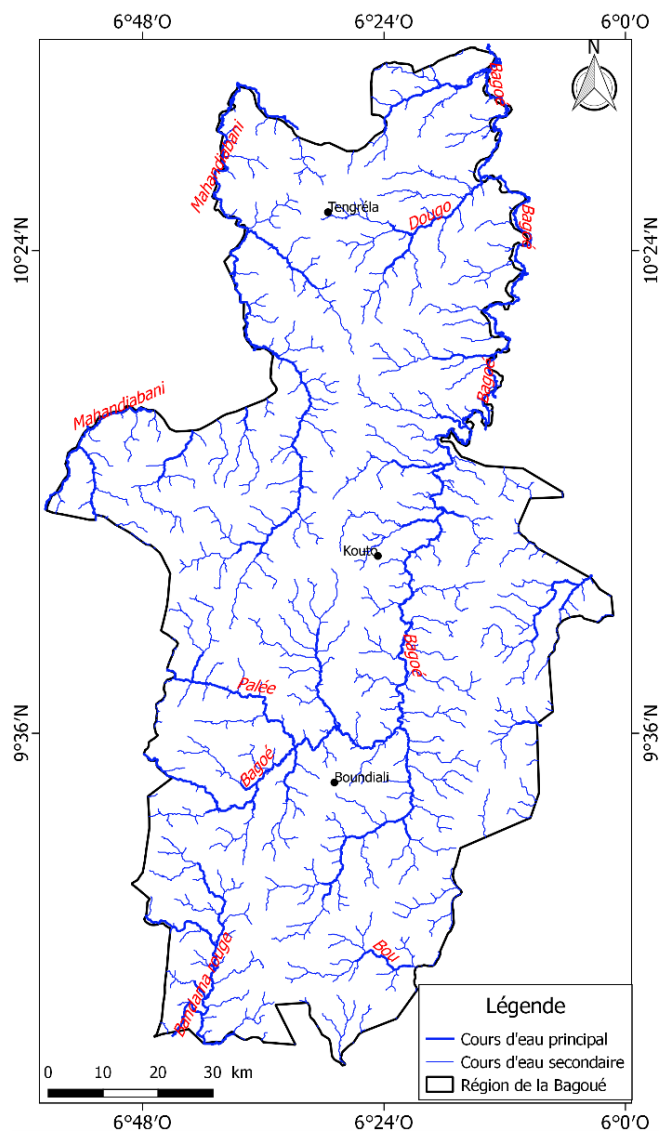 6°48′O 6°24′O 6°0′O
N
Bagoé
Mahandiabani
Tengréla
Dougo
Bagoé
10°24′N 10°24′N
Bagoé
Mahandiabani
Kouto
Bagoé
Palée
9°36′N 9°36′N
Bagoé
Boundiali
Bandama rouge
Bou
Légende
Cours d'eau principal
Cours d'eau secondaire
Région de la Bagoué
0 10 20 30 km
6°48′O 6°24′O 6°0′O